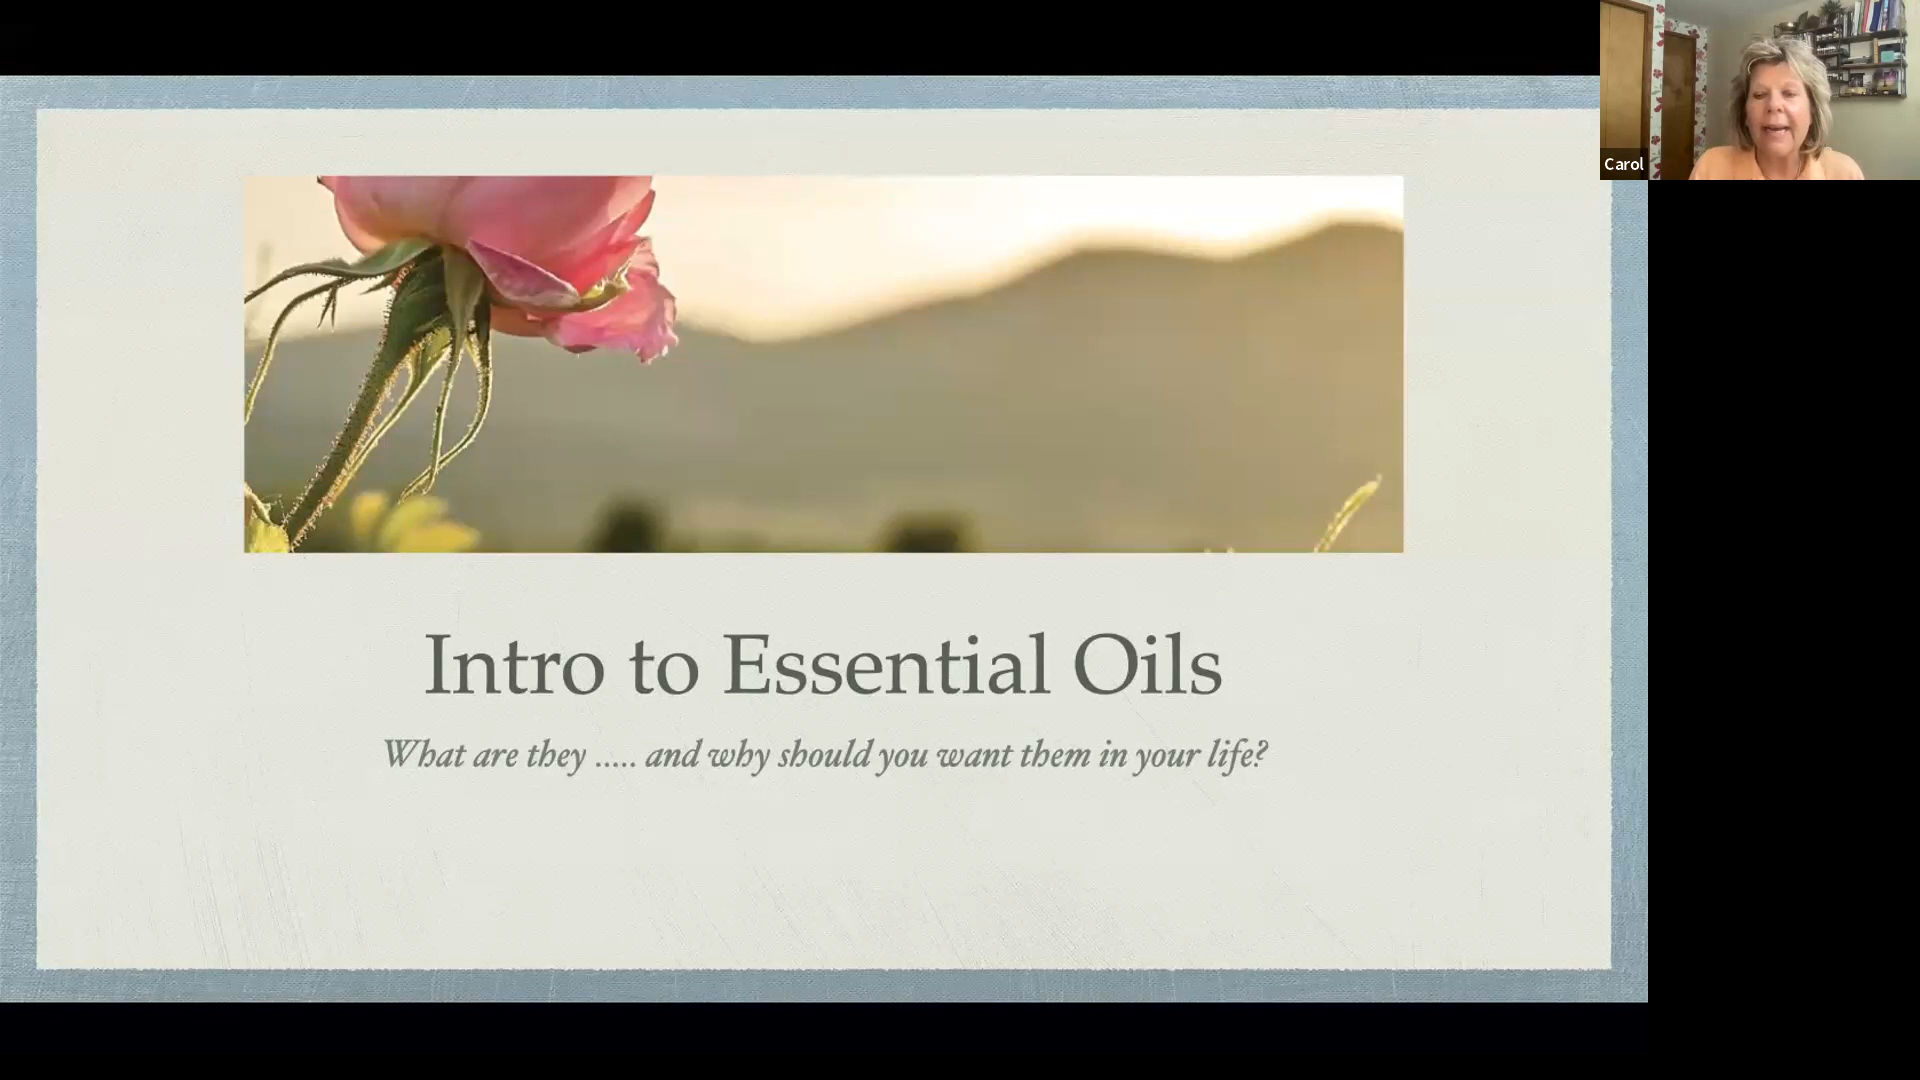 Carol
Intro to Essential Oils
What are they ..... and why should you want them in your life?